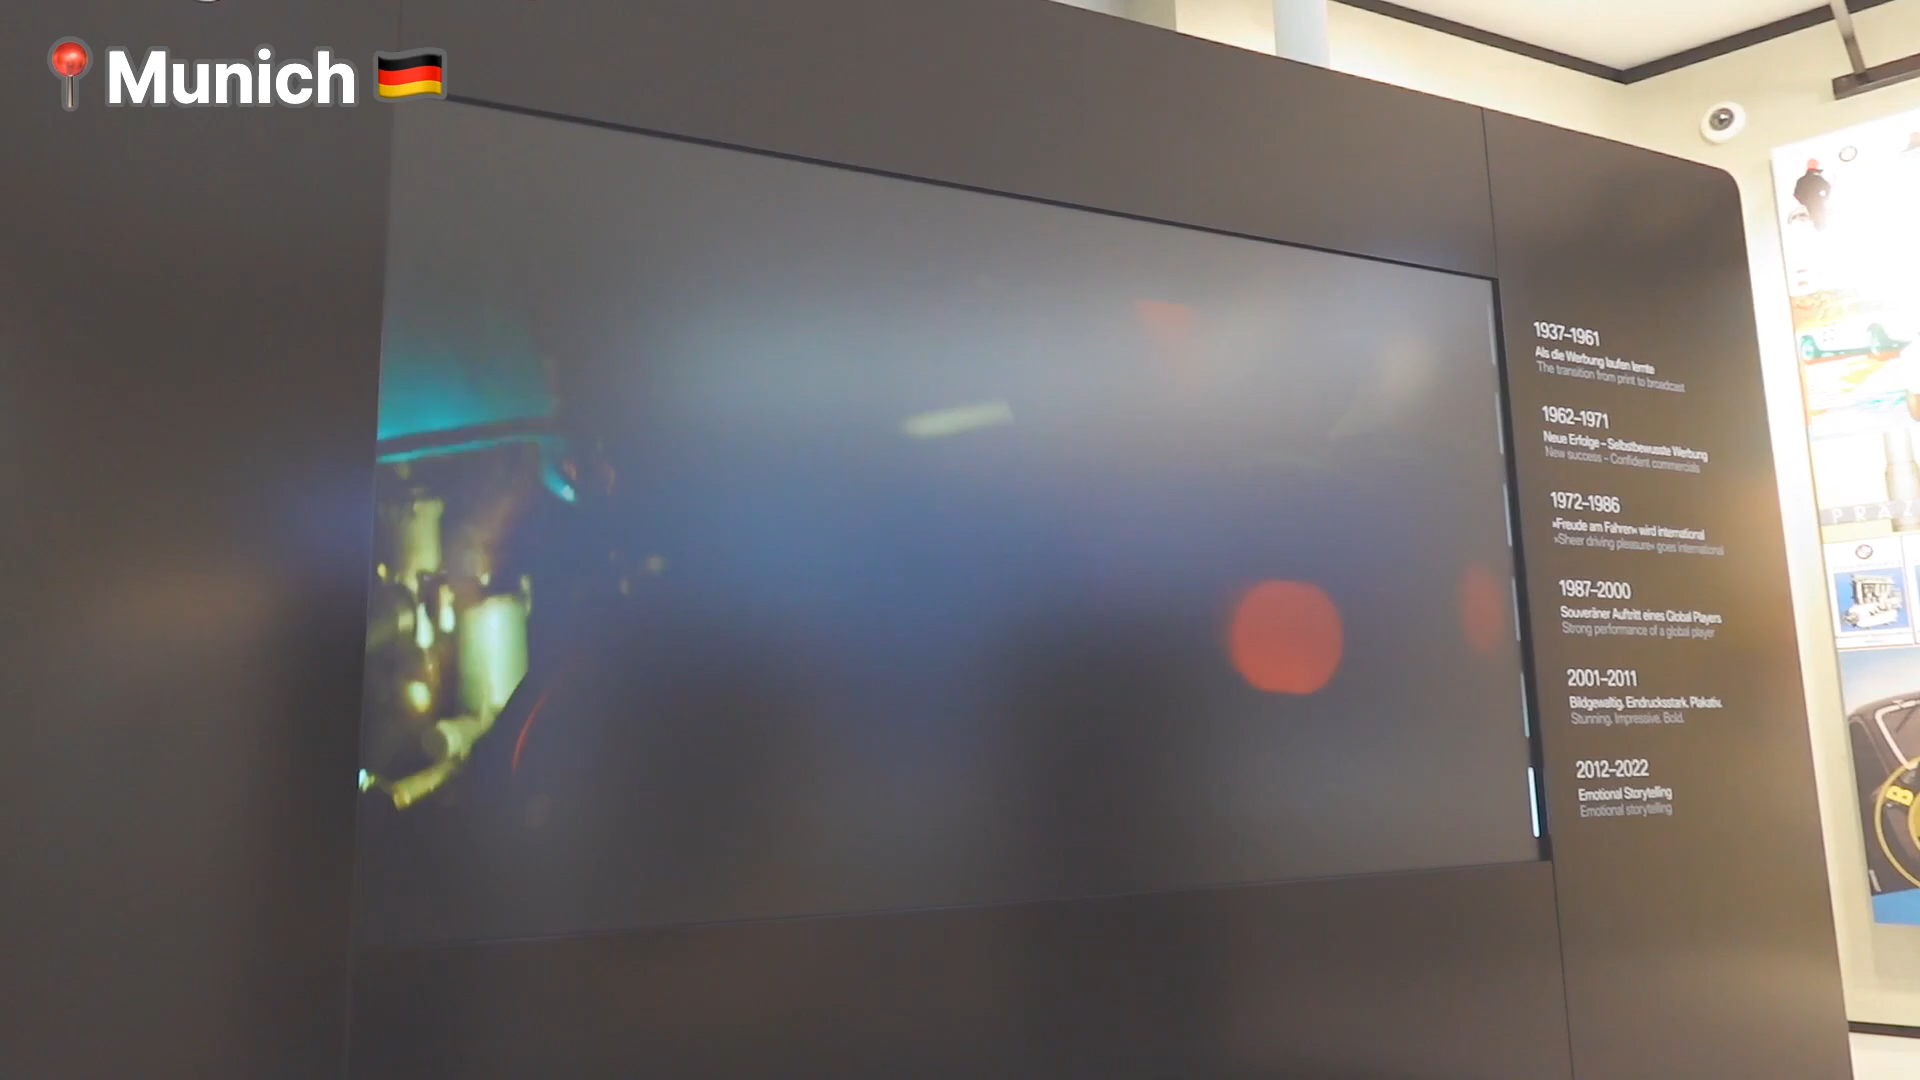 Munich
1937–1961
Als die Werbung laufen lernte
The transition from print to broadcast
1962–1971
Neue Erfolge – Selbstbewusste Werbung
New success – Confident commercials
1972–1986
»Freude am Fahren« wird international
»Sheer driving pleasure« goes international
1987–2000
Souveräner Auftritt eines Global Players
Strong performance of a global player
2001–2011
Bildgewaltig. Eindrucksstark. Plakativ.
Stunning. Impressive. Bold.
2012–2022
Emotional Storytelling
Emotional storytelling
PRAZ
B